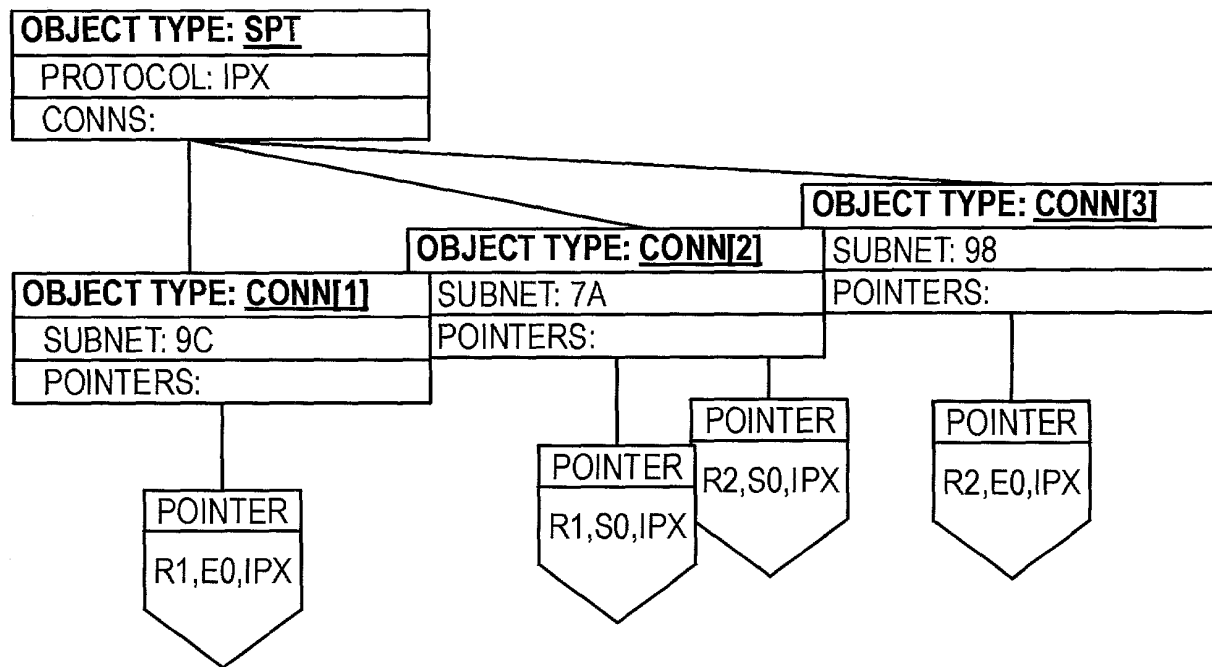 OBJECT TYPE: SPT
PROTOCOL: IPX
CONNS:
OBJECT TYPE: CONN[3]
SUBNET: 98
POINTERS:
OBJECT TYPE: CONN[2]
SUBNET: 7A
POINTERS:
OBJECT TYPE: CONN[1]
SUBNET: 9C
POINTERS:
POINTER
R1,E0,IPX
POINTER
R1,S0,IPX
POINTER
R2,S0,IPX
POINTER
R2,E0,IPX